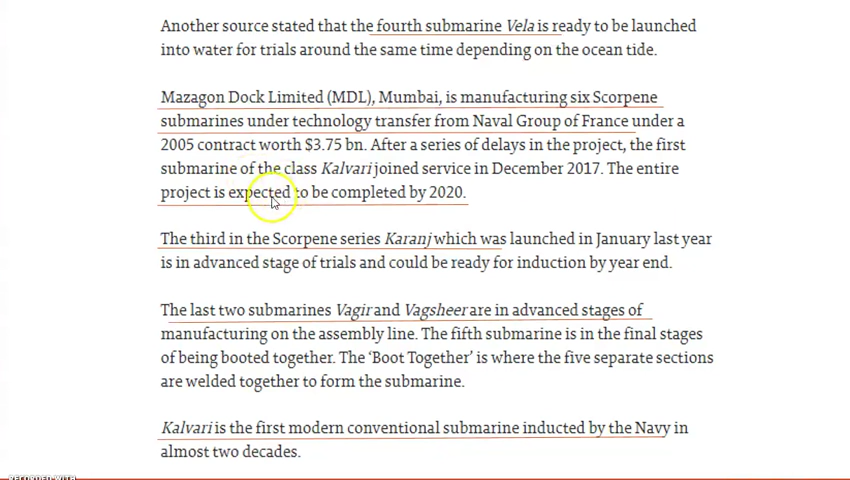 Another source stated that the fourth submarine Vela is ready to be launched
into water for trials around the same time depending on the ocean tide.
Mazagon Dock Limited (MDL), Mumbai, is manufacturing six Scorpene
submarines under technology transfer from Naval Group of France under a
2005 contract worth $3.75 bn. After a series of delays in the project, the first
submarine of the class Kalvari joined service in December 2017. The entire
project is expected to be completed by 2020.
The third in the Scorpene series Karanj which was launched in January last year
is in advanced stage of trials and could be ready for induction by year end.
The last two submarines Vagir and Vagsheer are in advanced stages of
manufacturing on the assembly line. The fifth submarine is in the final stages
of being booted together. The ‘Boot Together’ is where the five separate sections
are welded together to form the submarine.
Kalvari is the first modern conventional submarine inducted by the Navy in
almost two decades.
RECORDED WITH